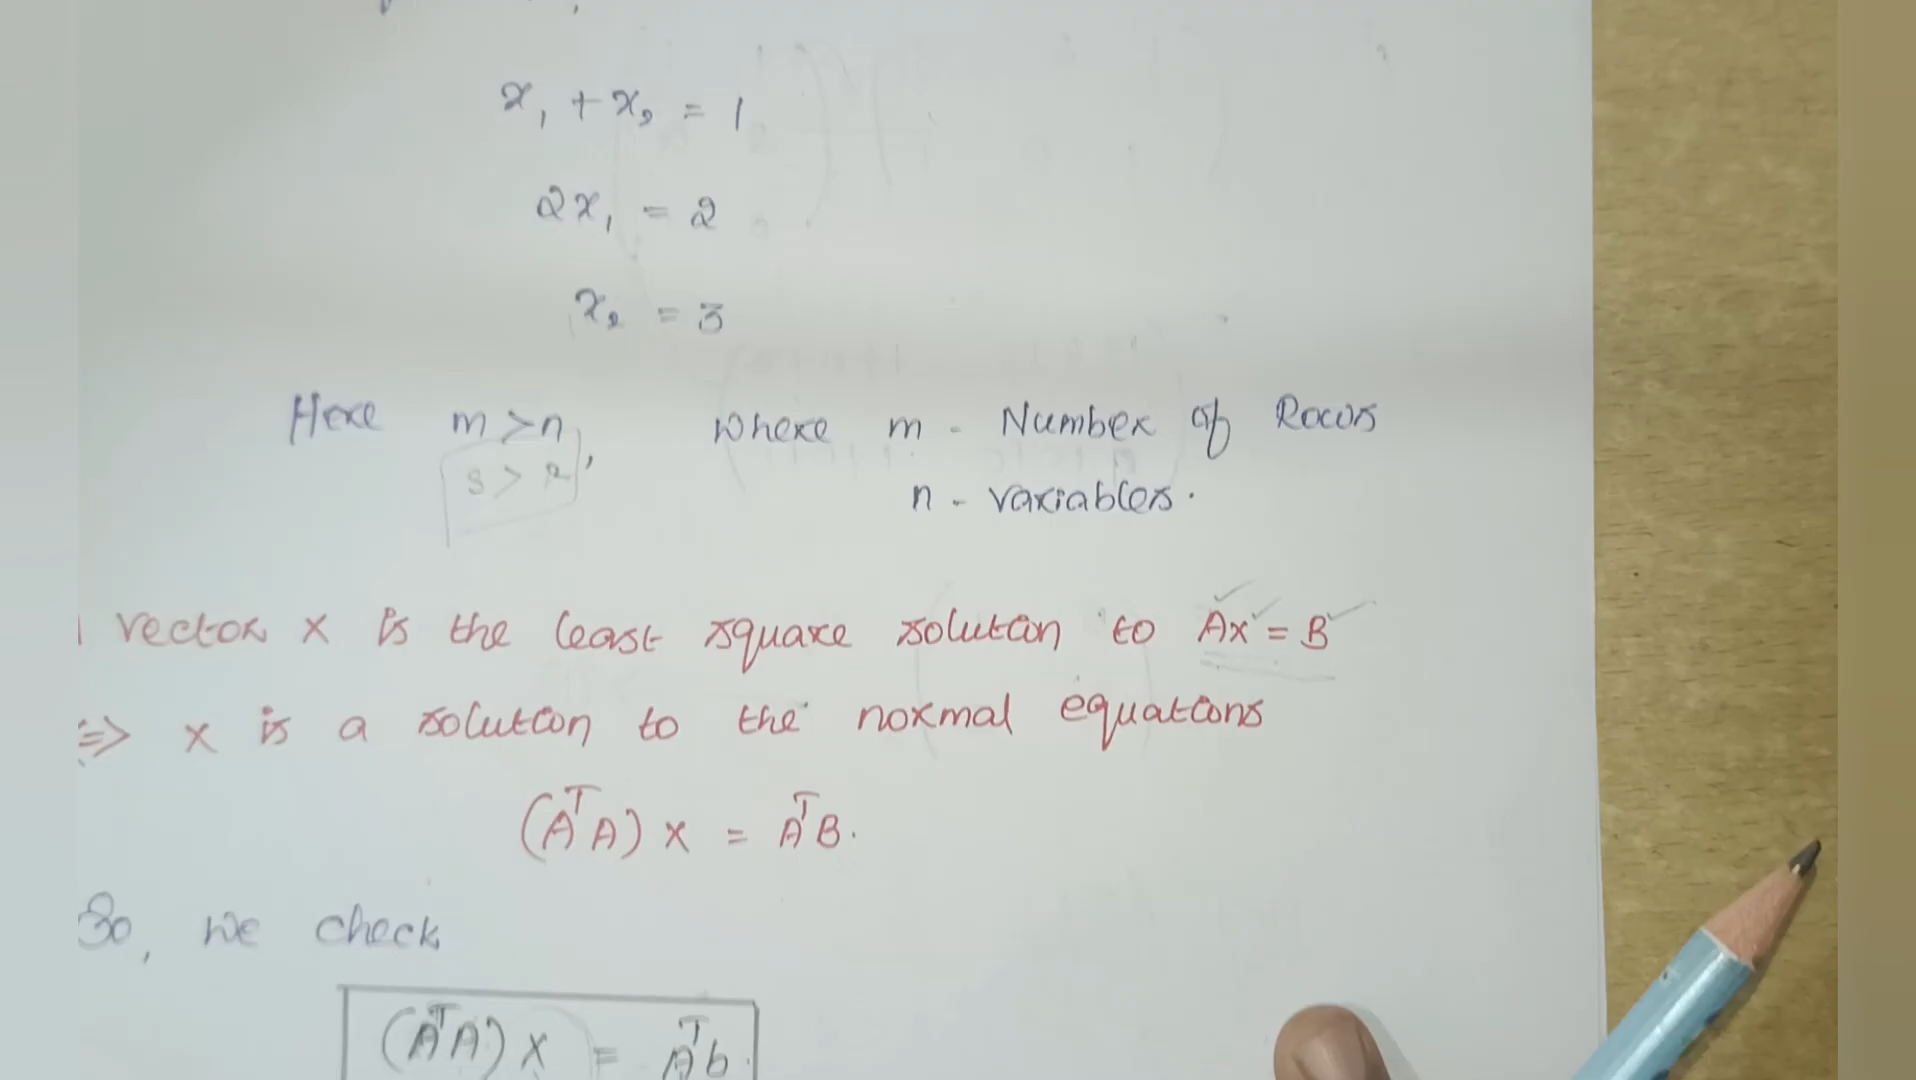 x₁ + x₂ = 1
2x₁ = 2
x₂ = 3
Here m > n, where m - Number of Rows
3 > 2
n - variables.
vector x is the least square solution to Ax = B
⇒ x is a solution to the normal equations
(AᵀA) x = AᵀB.
So, we check
(AᵀA) x = Aᵀb.